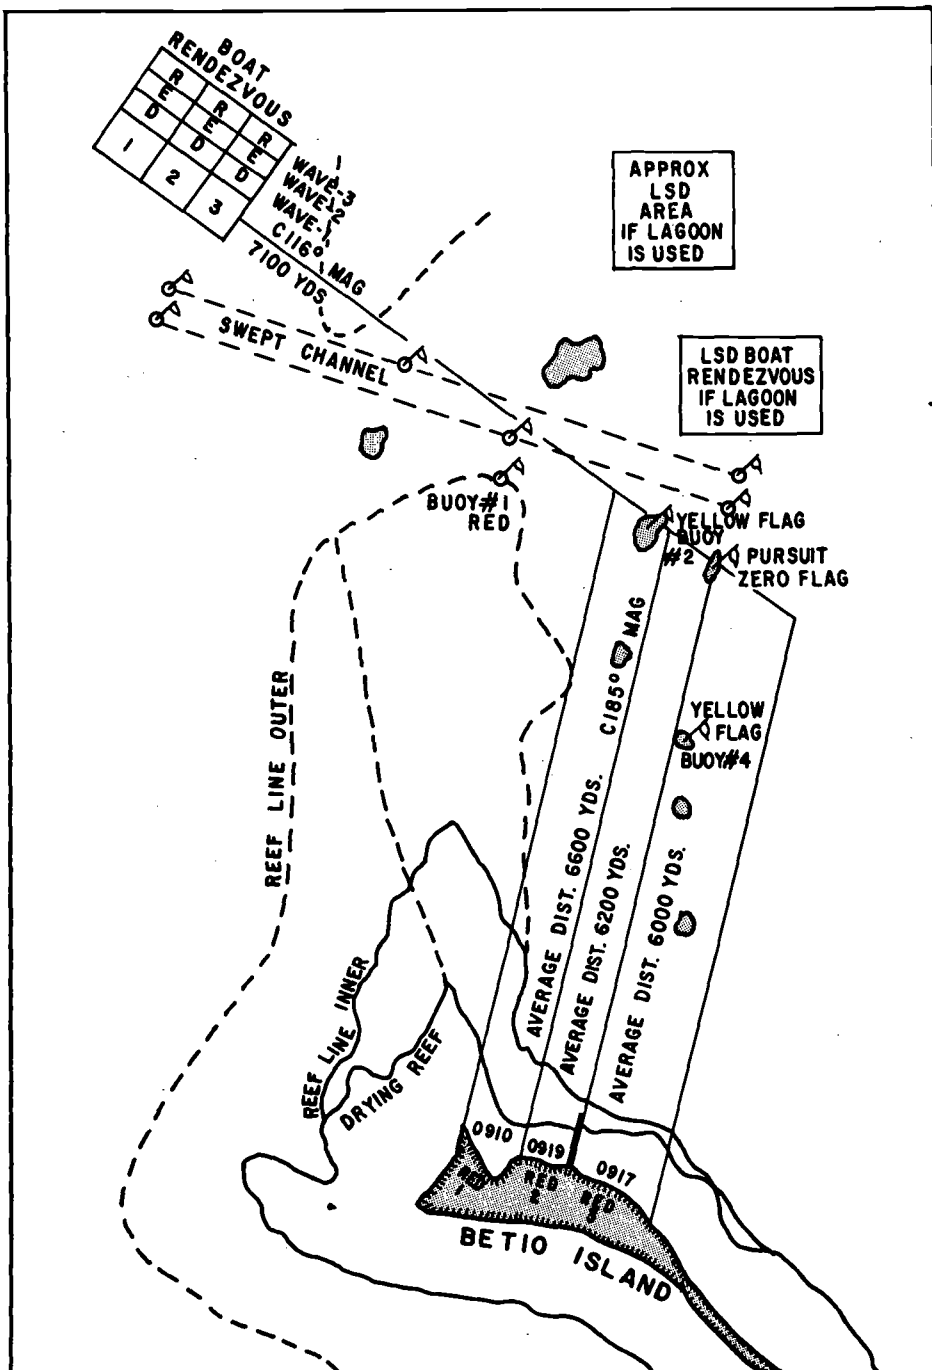 BOAT
RENDEZVOUS
RED
RED
RED
1
2
3
WAVE-3
WAVE-2
WAVE-1
C116° MAG
7100 YDS
APPROX
LSD
AREA
IF LAGOON
IS USED
SWEPT CHANNEL
LSD BOAT
RENDEZVOUS
IF LAGOON
IS USED
BUOY#1
RED
YELLOW FLAG
BUOY
#2
PURSUIT
ZERO FLAG
C185° MAG
YELLOW
FLAG
BUOY#4
REEF LINE OUTER
AVERAGE DIST. 6600 YDS.
AVERAGE DIST. 6200 YDS.
AVERAGE DIST. 6000 YDS.
REEF LINE INNER
DRYING REEF
0910
0919
0917
RED
1
RED
2
RED
3
BETIO ISLAND